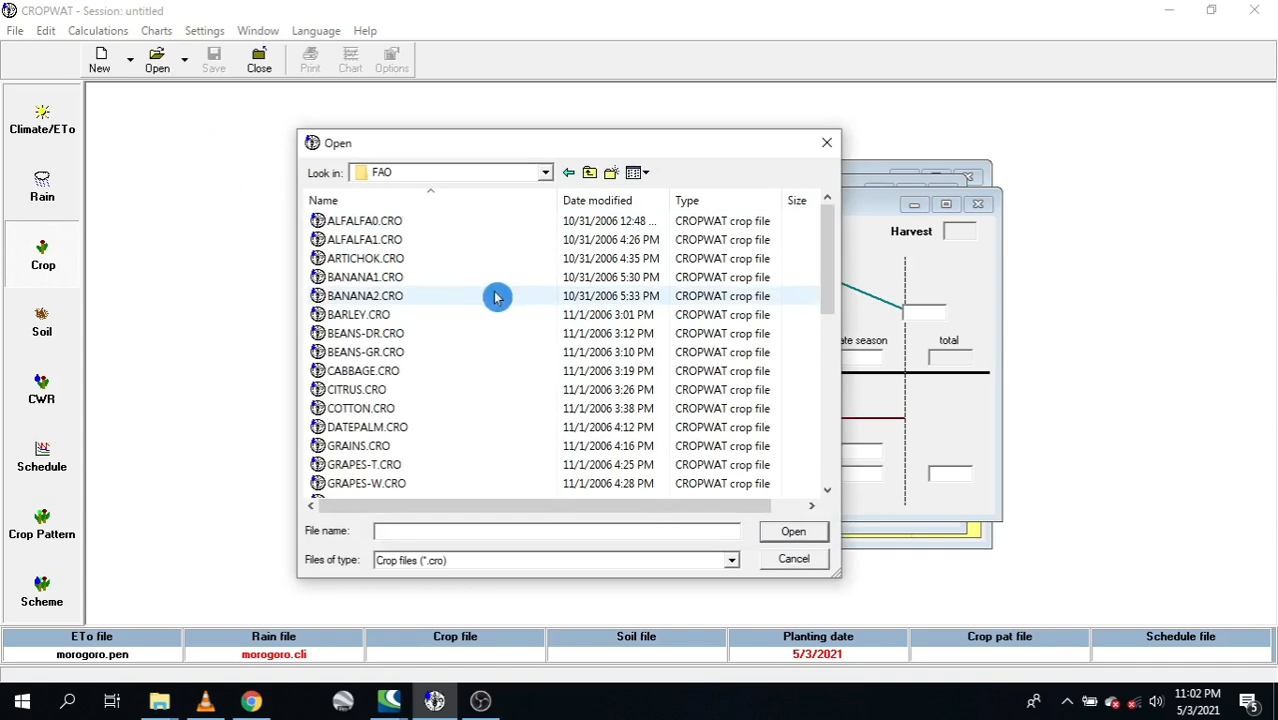 CROPWAT - Session: untitled
File Edit Calculations Charts Settings Window Language Help
New Open Save Close Print Chart Options
Climate/ETo
Rain
Crop
Soil
CWR
Schedule
Crop Pattern
Scheme
Open
Look in: FAO
Name Date modified Type Size
ALFALFA0.CRO 10/31/2006 12:48 ... CROPWAT crop file
ALFALFA1.CRO 10/31/2006 4:26 PM CROPWAT crop file
ARTICHOK.CRO 10/31/2006 4:35 PM CROPWAT crop file
BANANA1.CRO 10/31/2006 5:30 PM CROPWAT crop file
BANANA2.CRO 10/31/2006 5:33 PM CROPWAT crop file
BARLEY.CRO 11/1/2006 3:01 PM CROPWAT crop file
BEANS-DR.CRO 11/1/2006 3:12 PM CROPWAT crop file
BEANS-GR.CRO 11/1/2006 3:10 PM CROPWAT crop file
CABBAGE.CRO 11/1/2006 3:19 PM CROPWAT crop file
CITRUS.CRO 11/1/2006 3:26 PM CROPWAT crop file
COTTON.CRO 11/1/2006 3:38 PM CROPWAT crop file
DATEPALM.CRO 11/1/2006 4:12 PM CROPWAT crop file
GRAINS.CRO 11/1/2006 4:16 PM CROPWAT crop file
GRAPES-T.CRO 11/1/2006 4:25 PM CROPWAT crop file
GRAPES-W.CRO 11/1/2006 4:28 PM CROPWAT crop file
File name: Open
Files of type: Crop files (*.cro) Cancel
Harvest
ate season total
ETo file Rain file Crop file Soil file Planting date Crop pat file Schedule file
morogoro.pen morogoro.cli 5/3/2021
11:02 PM
5/3/2021
5